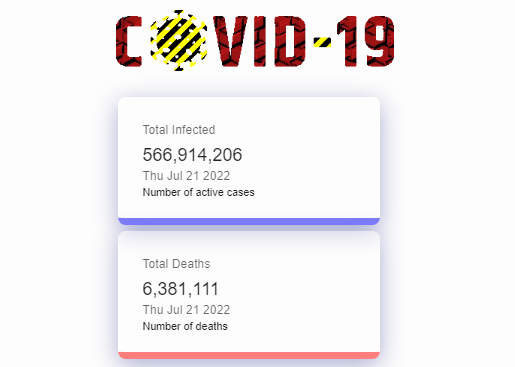 COVID-19
Total Infected
566,914,206
Thu Jul 21 2022
Number of active cases
Total Deaths
6,381,111
Thu Jul 21 2022
Number of deaths